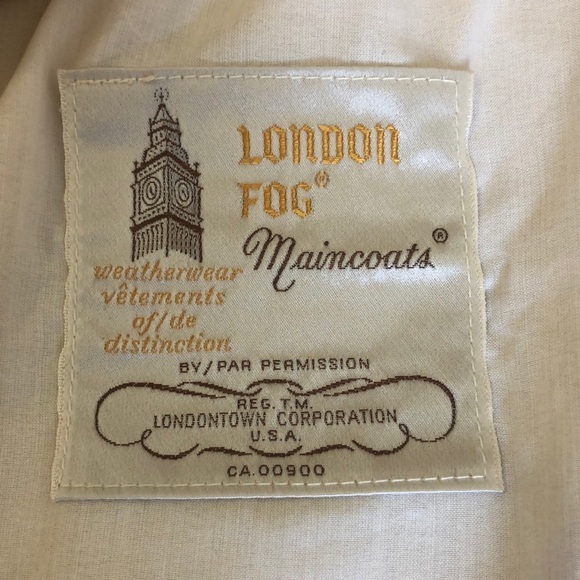 LONDON
FOG®
Maincoats®
weatherwear
vêtements
of/de
distinction
BY/PAR PERMISSION
REG. T.M.
LONDONTOWN CORPORATION
U.S.A.
CA.00900